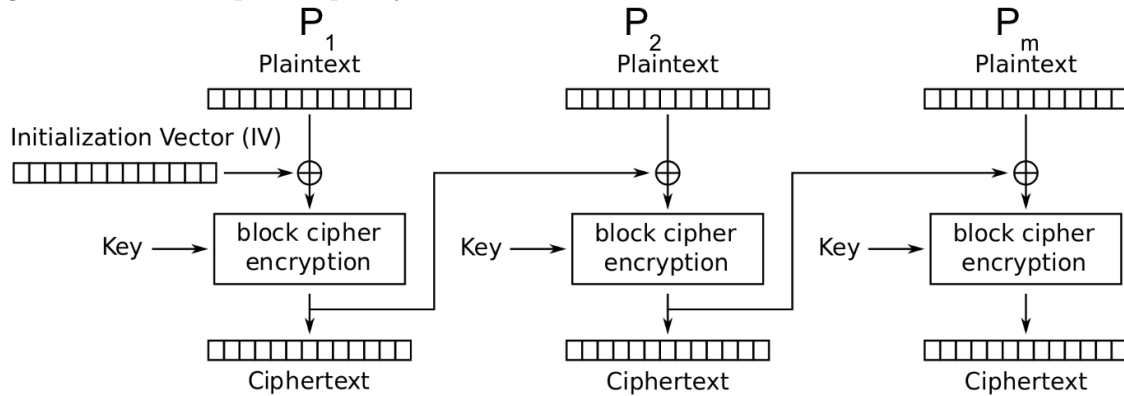 P1 P2 Pm
Plaintext Plaintext Plaintext
Initialization Vector (IV)
Key block cipher encryption Key block cipher encryption Key block cipher encryption
Ciphertext Ciphertext Ciphertext